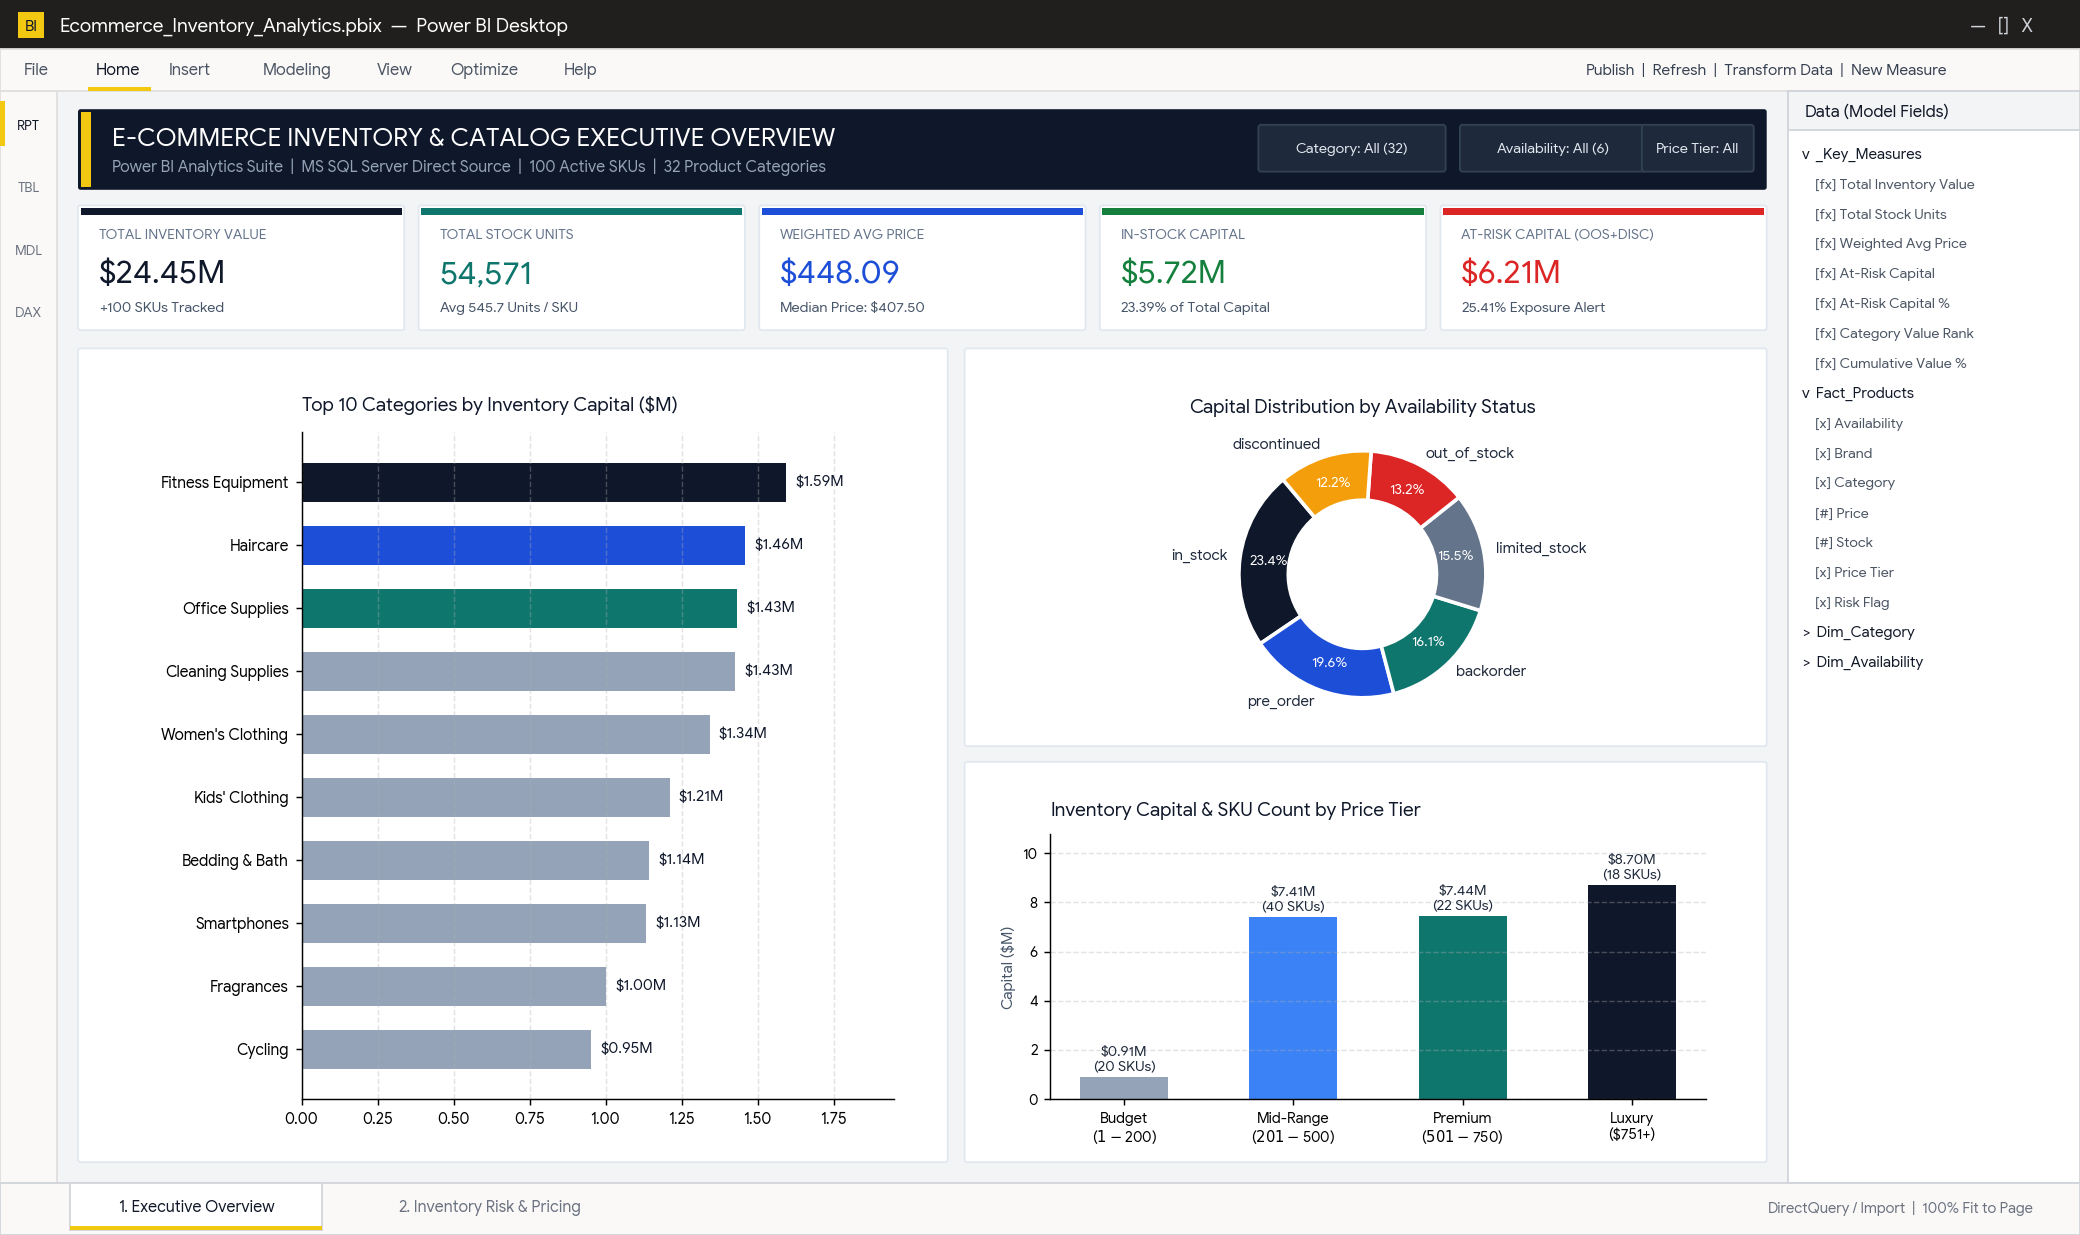 BI Ecommerce_Inventory_Analytics.pbix — Power BI Desktop — [] X
File Home Insert Modeling View Optimize Help Publish | Refresh | Transform Data | New Measure
RPT
TBL
MDL
DAX
E-COMMERCE INVENTORY & CATALOG EXECUTIVE OVERVIEW
Power BI Analytics Suite | MS SQL Server Direct Source | 100 Active SKUs | 32 Product Categories
Category: All (32) Availability: All (6) Price Tier: All
TOTAL INVENTORY VALUE
$24.45M
+100 SKUs Tracked
TOTAL STOCK UNITS
54,571
Avg 545.7 Units / SKU
WEIGHTED AVG PRICE
$448.09
Median Price: $407.50
IN-STOCK CAPITAL
$5.72M
23.39% of Total Capital
AT-RISK CAPITAL (OOS+DISC)
$6.21M
25.41% Exposure Alert
Top 10 Categories by Inventory Capital ($M)
Fitness Equipment $1.59M
Haircare $1.46M
Office Supplies $1.43M
Cleaning Supplies $1.43M
Women's Clothing $1.34M
Kids' Clothing $1.21M
Bedding & Bath $1.14M
Smartphones $1.13M
Fragrances $1.00M
Cycling $0.95M
0.00 0.25 0.50 0.75 1.00 1.25 1.50 1.75
Capital Distribution by Availability Status
discontinued 12.2%
out_of_stock 13.2%
in_stock 23.4%
limited_stock 15.5%
backorder 16.1%
pre_order 19.6%
Inventory Capital & SKU Count by Price Tier
Capital ($M)
10
8
6
4
2
0
$0.91M
(20 SKUs)
$7.41M
(40 SKUs)
$7.44M
(22 SKUs)
$8.70M
(18 SKUs)
Budget
(1 − 200)
Mid-Range
(201 − 500)
Premium
(501 − 750)
Luxury
($751+)
Data (Model Fields)
v _Key_Measures
[fx] Total Inventory Value
[fx] Total Stock Units
[fx] Weighted Avg Price
[fx] At-Risk Capital
[fx] At-Risk Capital %
[fx] Category Value Rank
[fx] Cumulative Value %
v Fact_Products
[x] Availability
[x] Brand
[x] Category
[#] Price
[#] Stock
[x] Price Tier
[x] Risk Flag
> Dim_Category
> Dim_Availability
1. Executive Overview 2. Inventory Risk & Pricing DirectQuery / Import | 100% Fit to Page